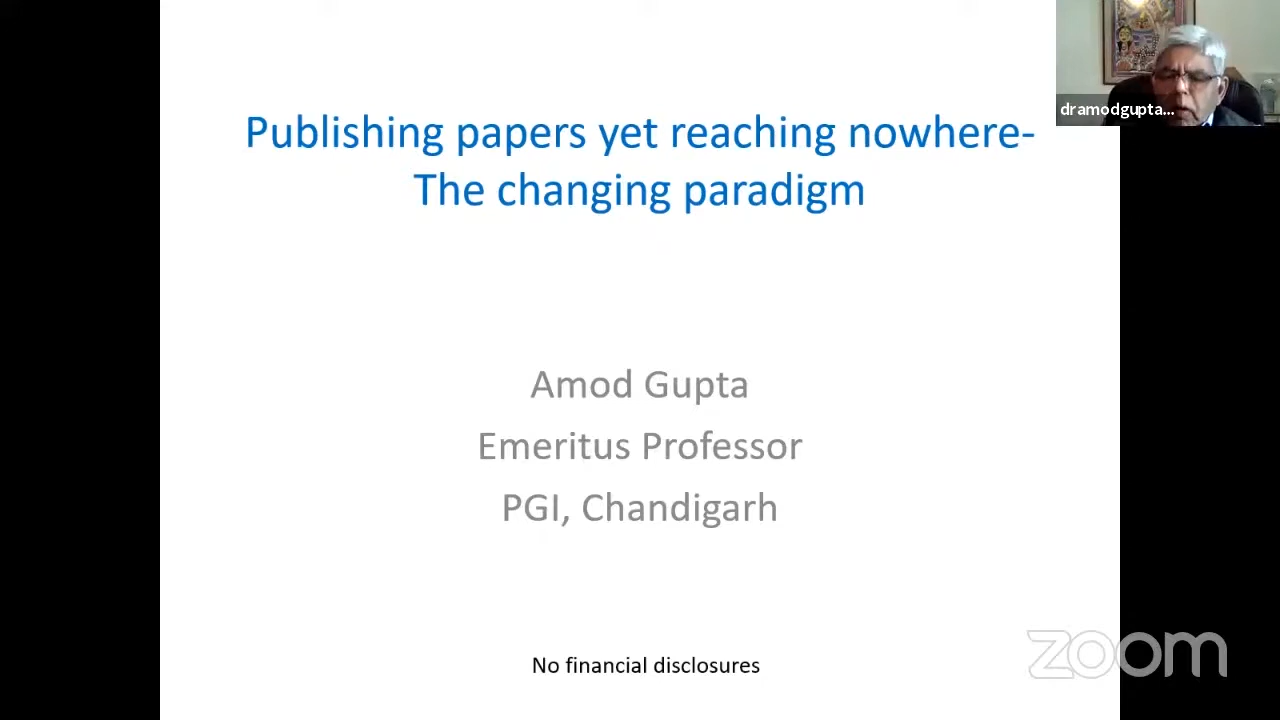 Publishing papers yet reaching nowhere-
The changing paradigm
Amod Gupta
Emeritus Professor
PGI, Chandigarh
No financial disclosures
dramodgupta...
zoom